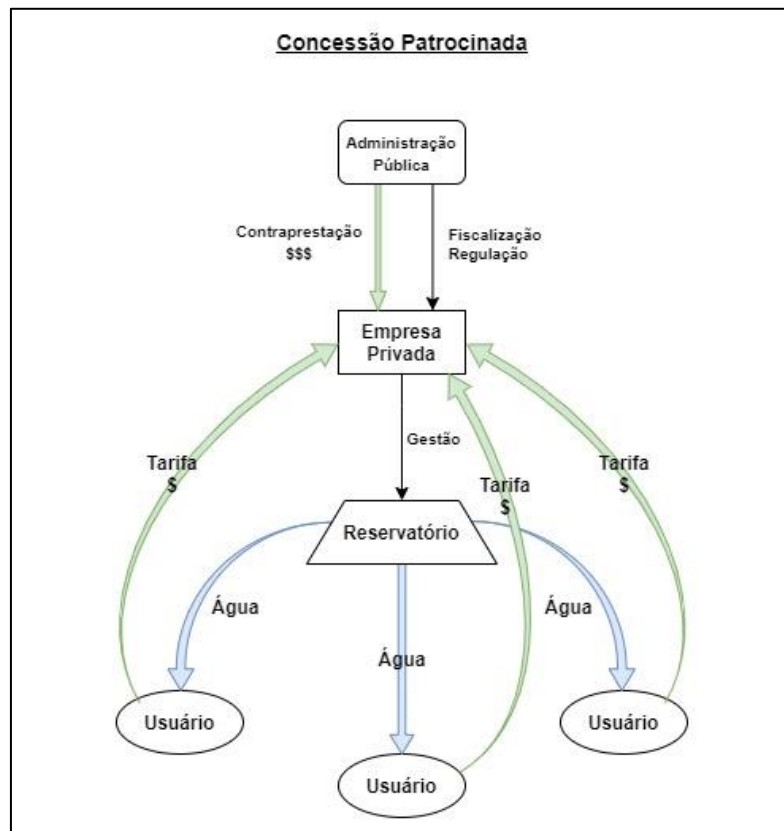 Concessão Patrocinada
Administração
Pública
Contraprestação
$$$
Fiscalização
Regulação
Empresa
Privada
Gestão
Tarifa
$
Tarifa
$
Tarifa
$
Reservatório
Água
Água
Água
Usuário
Usuário
Usuário